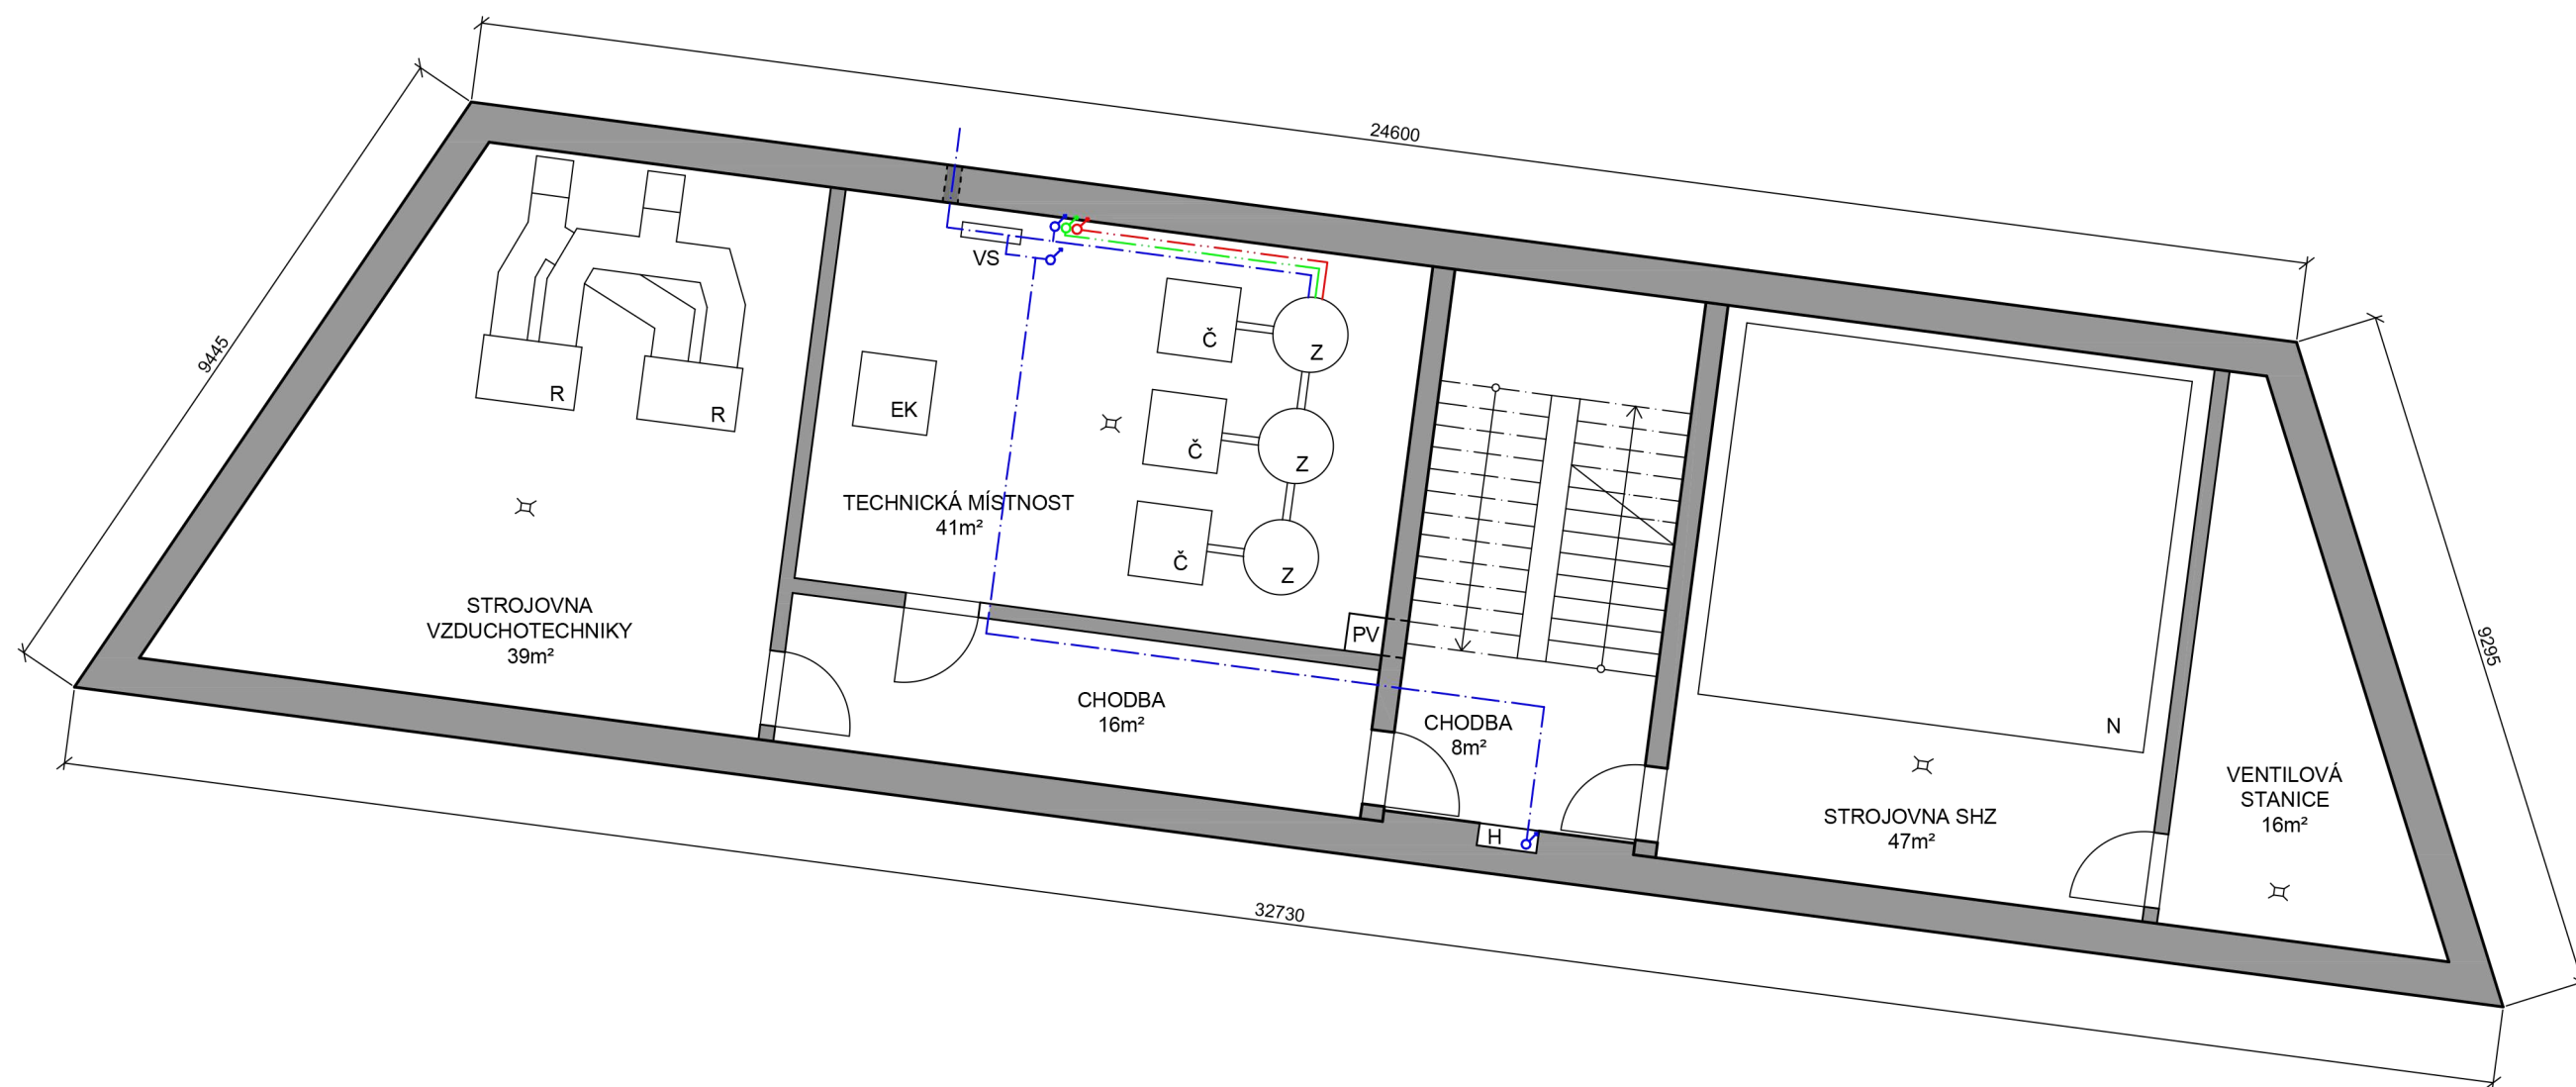 24600
9445
VS
Č
Z
R
R
EK
Č
Z
TECHNICKÁ MÍSTNOST
41m²
Č
Z
STROJOVNA
VZDUCHOTECHNIKY
39m²
PV
CHODBA
16m²
CHODBA
8m²
H
N
STROJOVNA SHZ
47m²
VENTILOVÁ
STANICE
16m²
9295
32730